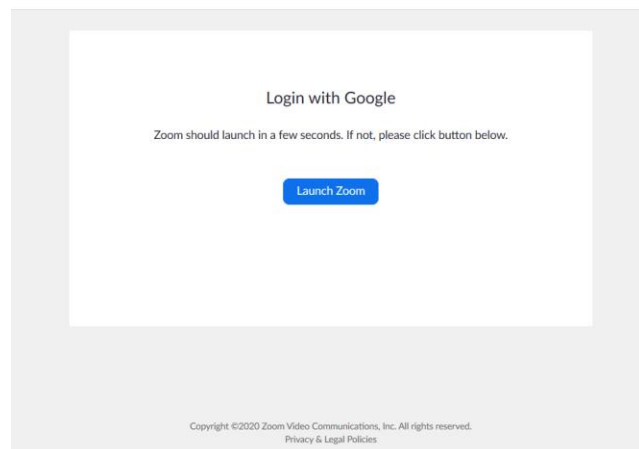 Login with Google
Zoom should launch in a few seconds. If not, please click button below.
Launch Zoom
Copyright ©2020 Zoom Video Communications, Inc. All rights reserved.
Privacy & Legal Policies